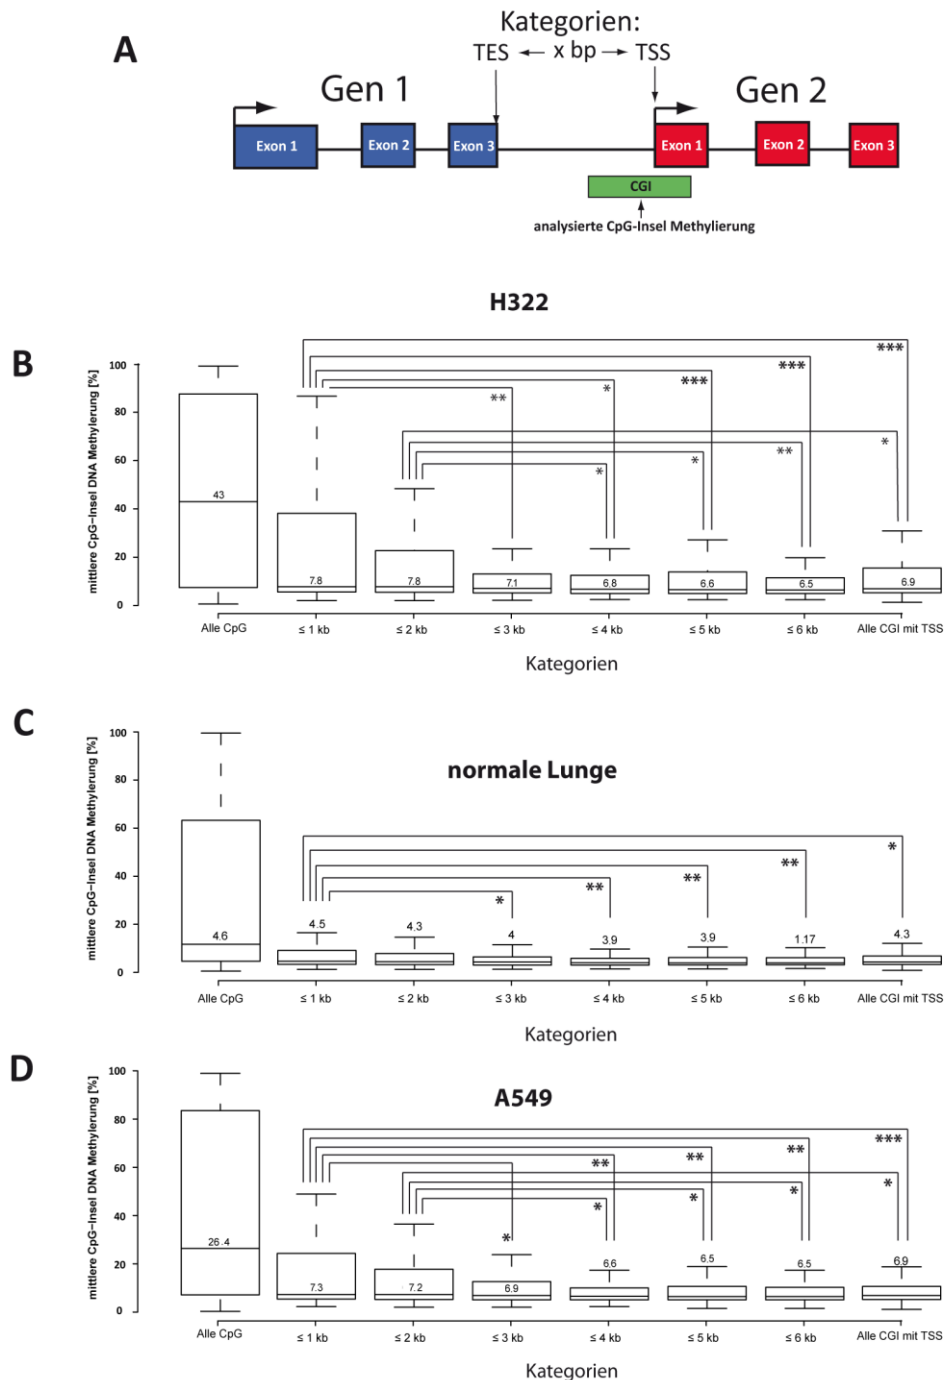 A
Kategorien:
TES x bp TSS
Gen 1 Gen 2
Exon 1 Exon 2 Exon 3 Exon 1 Exon 2 Exon 3
CGI
analysierte CpG-Insel Methylierung
H322
B
mittlere CpG-Insel DNA Methylierung [%]
100
80
60
40
20
0
***
***
***
*
**
*
**
*
*
43 7.8 7.8 7.1 6.8 6.6 6.5 6.9
Alle CpG ≤ 1 kb ≤ 2 kb ≤ 3 kb ≤ 4 kb ≤ 5 kb ≤ 6 kb Alle CGI mit TSS
Kategorien
C
normale Lunge
mittlere CpG-Insel DNA Methylierung [%]
100
80
60
40
20
0
*
**
**
**
*
4.6 4.5 4.3 4 3.9 3.9 1.17 4.3
Alle CpG ≤ 1 kb ≤ 2 kb ≤ 3 kb ≤ 4 kb ≤ 5 kb ≤ 6 kb Alle CGI mit TSS
Kategorien
D
A549
mittlere CpG-Insel DNA Methylierung [%]
100
80
60
40
20
0
***
**
**
**
*
*
*
*
*
26.4 7.3 7.2 6.9 6.6 6.5 6.5 6.9
Alle CpG ≤ 1 kb ≤ 2 kb ≤ 3 kb ≤ 4 kb ≤ 5 kb ≤ 6 kb Alle CGI mit TSS
Kategorien